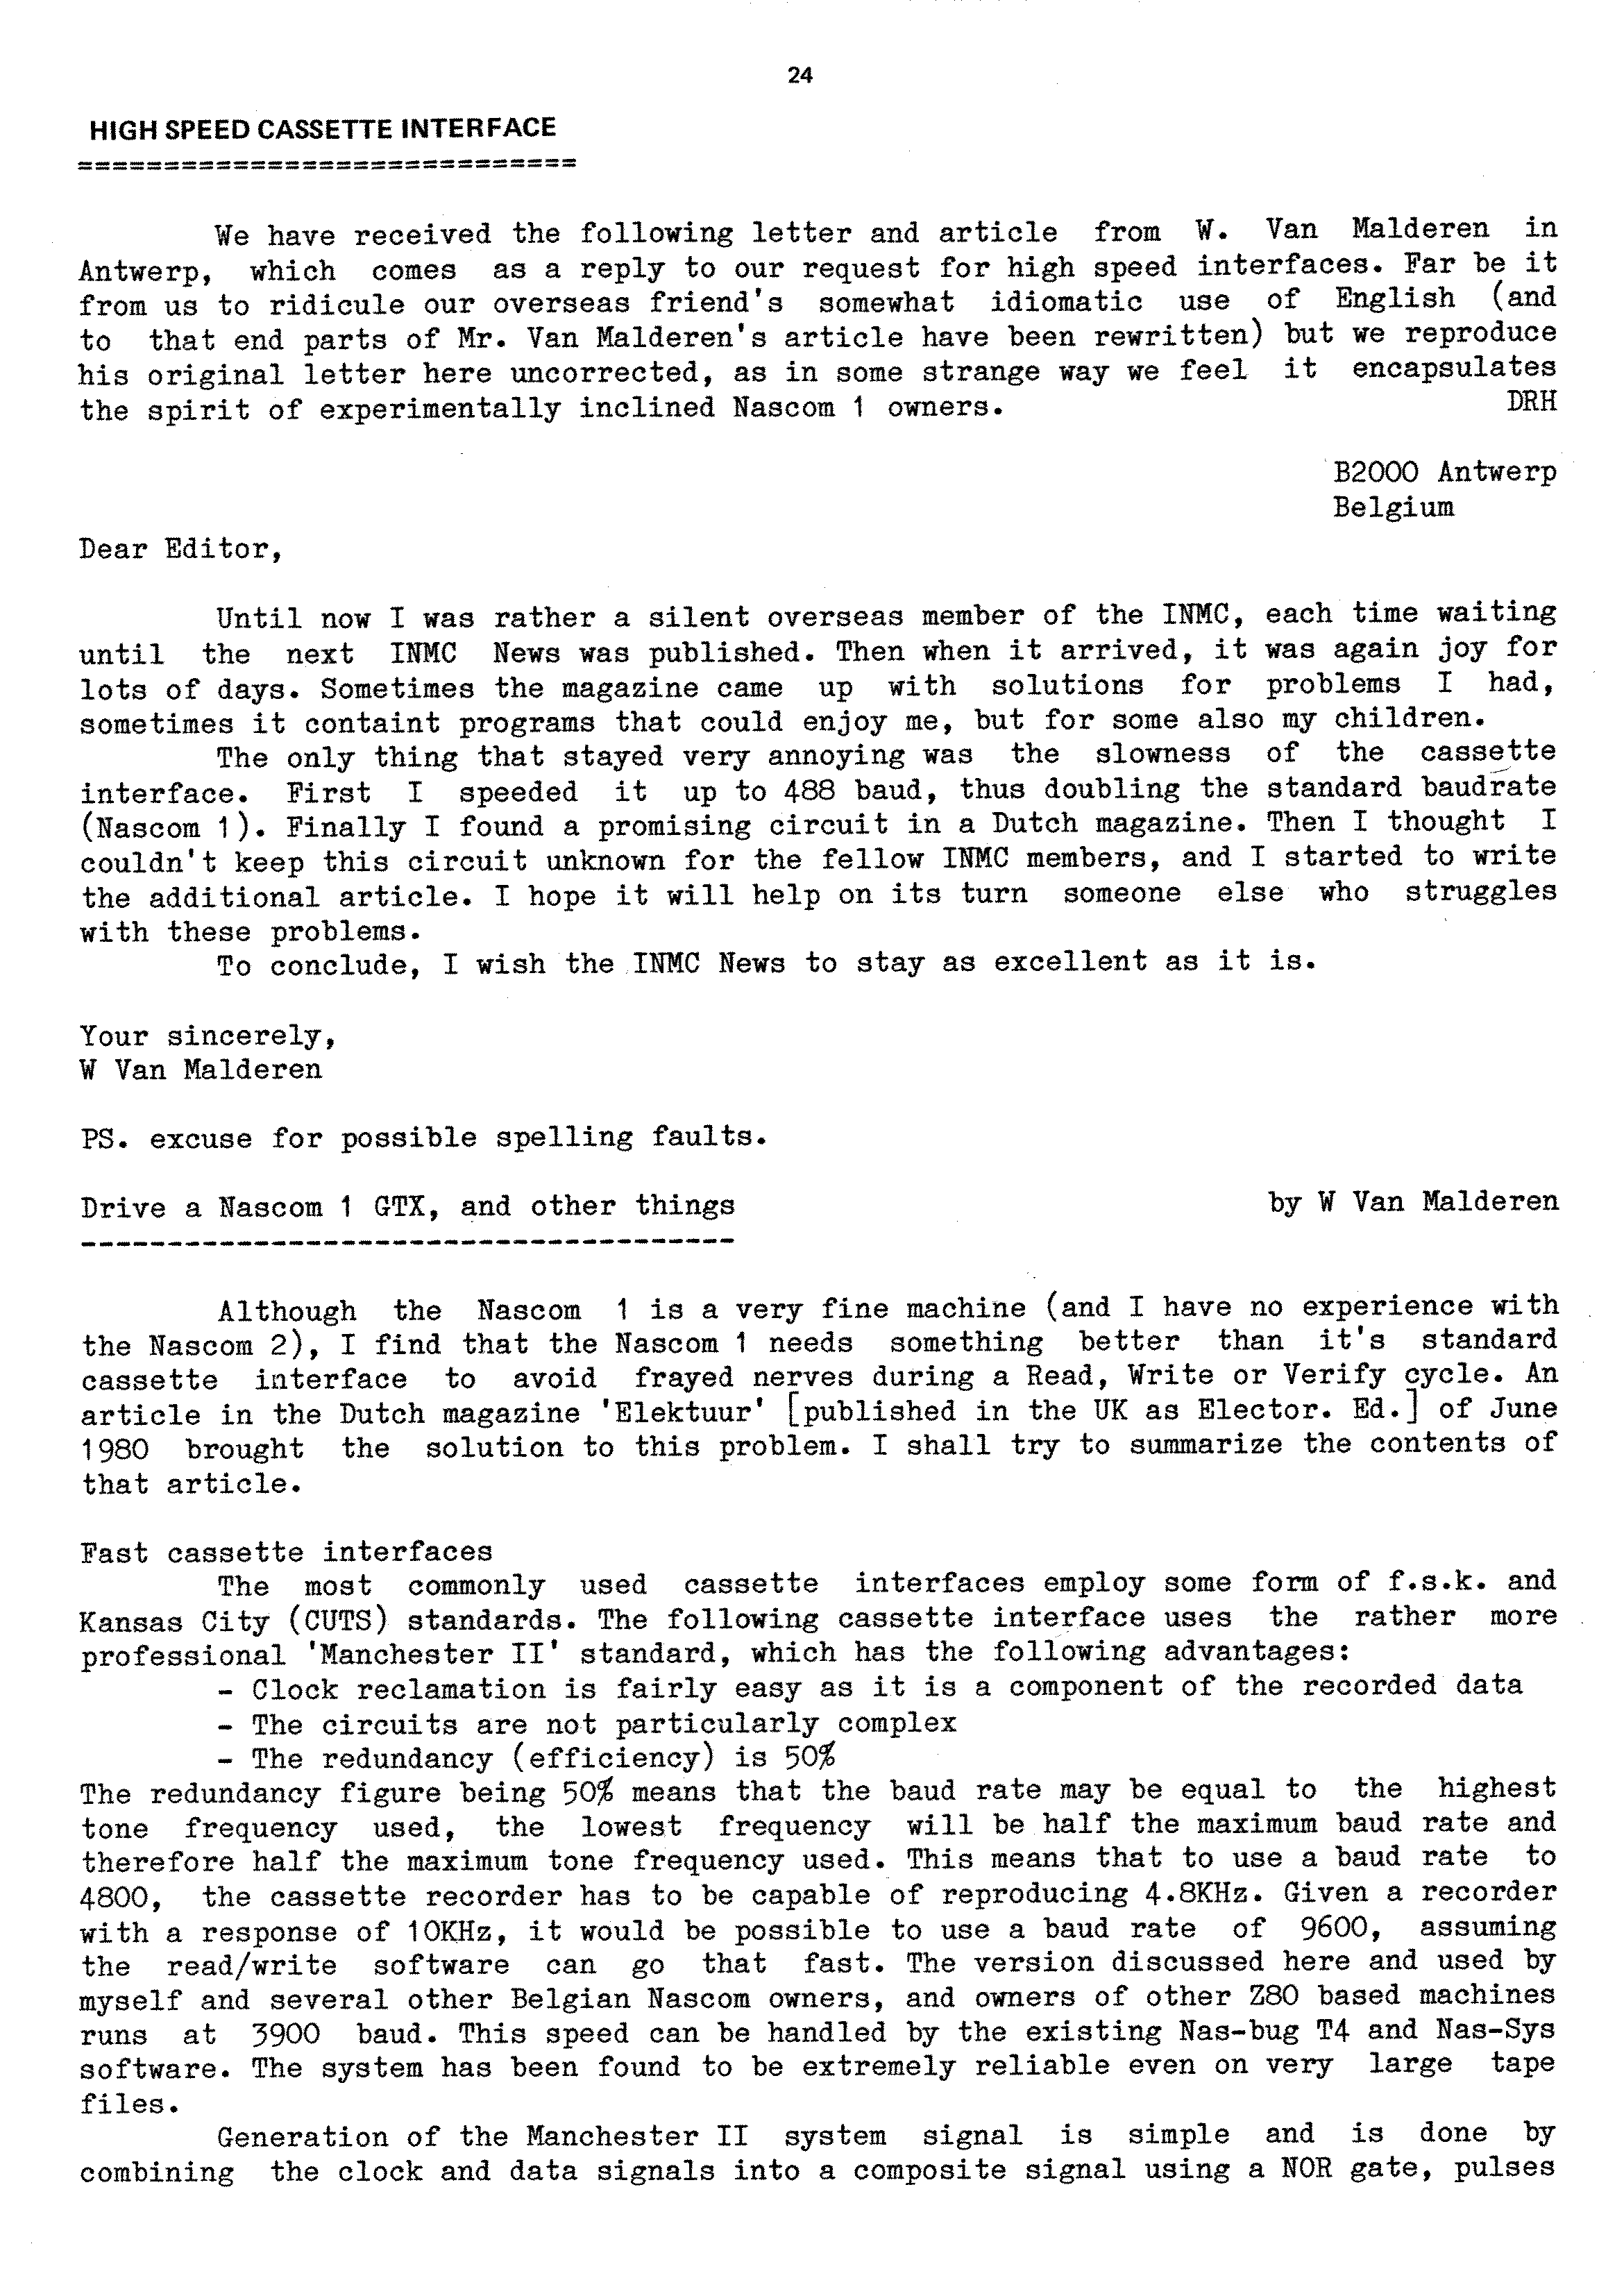 24
HIGH SPEED CASSETTE INTERFACE
=============================
We have received the following letter and article from W. Van Malderen in
Antwerp, which comes as a reply to our request for high speed interfaces. Far be it
from us to ridicule our overseas friend's somewhat idiomatic use of English (and
to that end parts of Mr. Van Malderen's article have been rewritten) but we reproduce
his original letter here uncorrected, as in some strange way we feel it encapsulates
the spirit of experimentally inclined Nascom 1 owners. DRH
B2000 Antwerp
Belgium
Dear Editor,
Until now I was rather a silent overseas member of the INMC, each time waiting
until the next INMC News was published. Then when it arrived, it was again joy for
lots of days. Sometimes the magazine came up with solutions for problems I had,
sometimes it containt programs that could enjoy me, but for some also my children.
The only thing that stayed very annoying was the slowness of the cassette
interface. First I speeded it up to 488 baud, thus doubling the standard baudrate
(Nascom 1). Finally I found a promising circuit in a Dutch magazine. Then I thought I
couldn't keep this circuit unknown for the fellow INMC members, and I started to write
the additional article. I hope it will help on its turn someone else who struggles
with these problems.
To conclude, I wish the INMC News to stay as excellent as it is.
Your sincerely,
W Van Malderen
PS. excuse for possible spelling faults.
Drive a Nascom 1 GTX, and other things by W Van Malderen
--------------------------------------
Although the Nascom 1 is a very fine machine (and I have no experience with
the Nascom 2), I find that the Nascom 1 needs something better than it's standard
cassette interface to avoid frayed nerves during a Read, Write or Verify cycle. An
article in the Dutch magazine 'Elektuur' [published in the UK as Elector. Ed.] of June
1980 brought the solution to this problem. I shall try to summarize the contents of
that article.
Fast cassette interfaces
The most commonly used cassette interfaces employ some form of f.s.k. and
Kansas City (CUTS) standards. The following cassette interface uses the rather more
professional 'Manchester II' standard, which has the following advantages:
- Clock reclamation is fairly easy as it is a component of the recorded data
- The circuits are not particularly complex
- The redundancy (efficiency) is 50%
The redundancy figure being 50% means that the baud rate may be equal to the highest
tone frequency used, the lowest frequency will be half the maximum baud rate and
therefore half the maximum tone frequency used. This means that to use a baud rate to
4800, the cassette recorder has to be capable of reproducing 4.8KHz. Given a recorder
with a response of 10KHz, it would be possible to use a baud rate of 9600, assuming
the read/write software can go that fast. The version discussed here and used by
myself and several other Belgian Nascom owners, and owners of other Z80 based machines
runs at 3900 baud. This speed can be handled by the existing Nas-bug T4 and Nas-Sys
software. The system has been found to be extremely reliable even on very large tape
files.
Generation of the Manchester II system signal is simple and is done by
combining the clock and data signals into a composite signal using a NOR gate, pulses